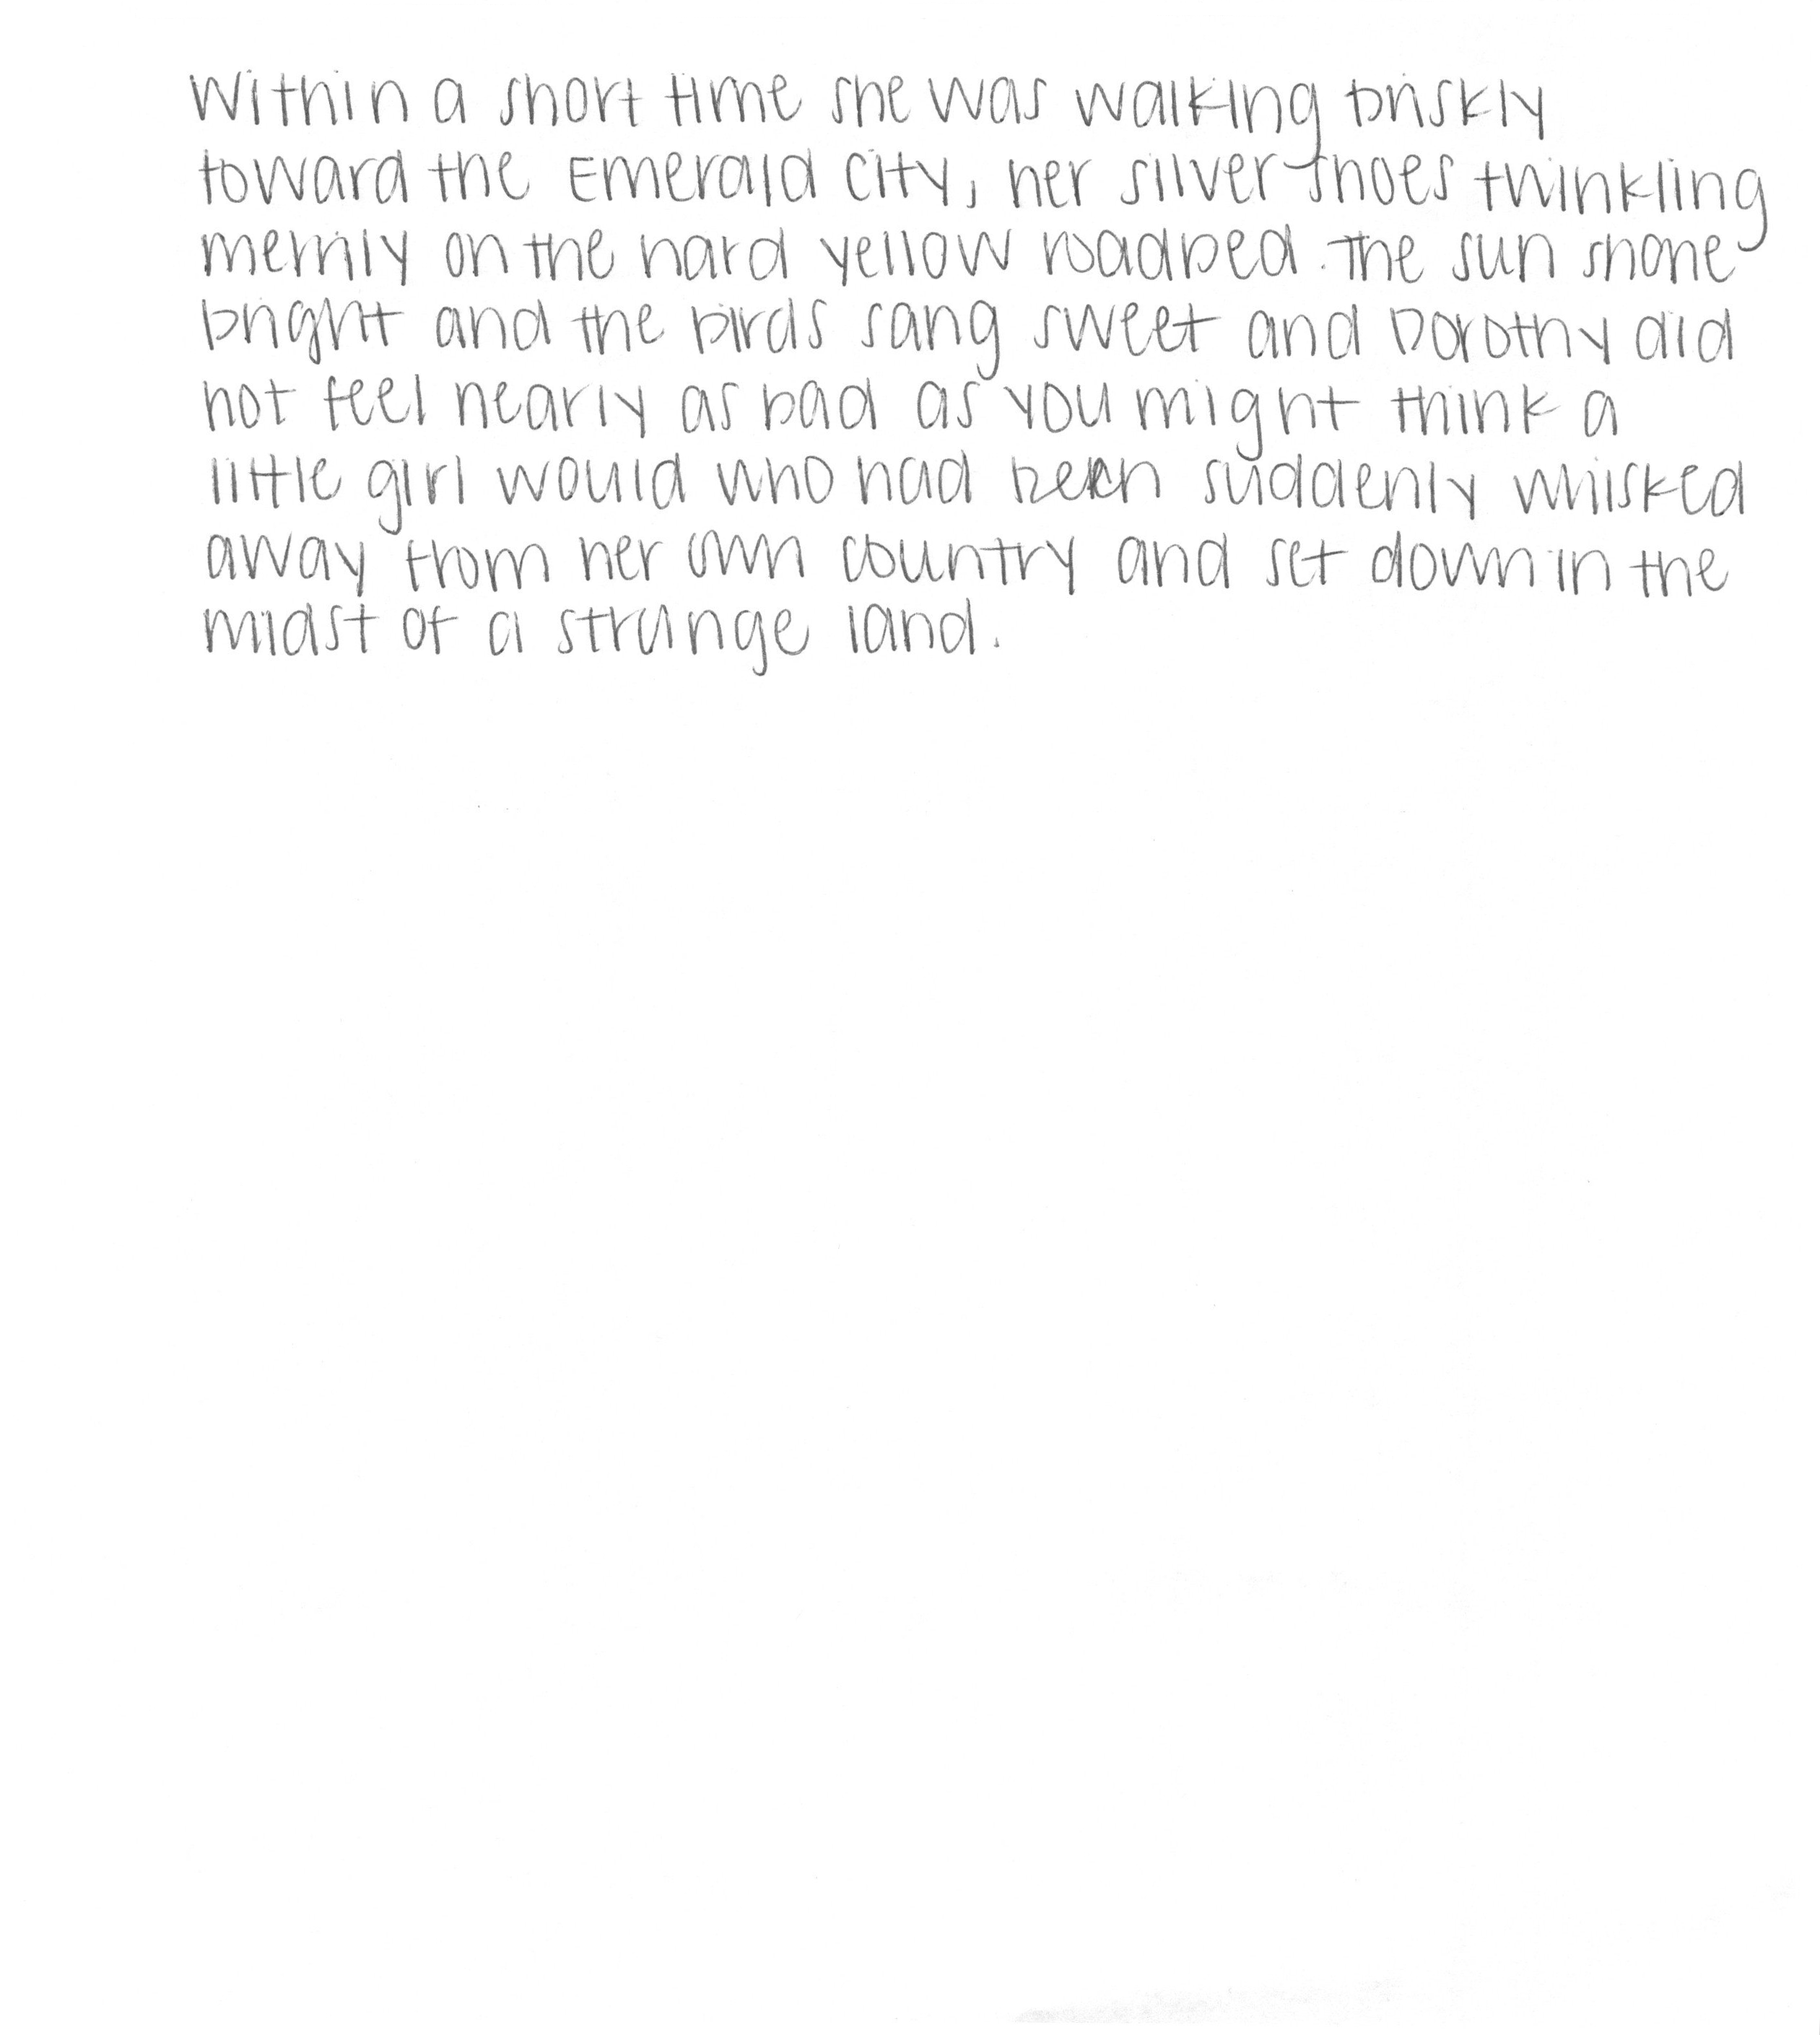 Within a short time she was walking briskly
toward the Emerald City, her silver shoes twinkling
merrily on the hard yellow roadbed. The sun shone
bright and the birds sang sweet and Dorothy did
not feel nearly as bad as you might think a
little girl would who had been suddenly whisked
away from her own country and set down in the
midst of a strange land.